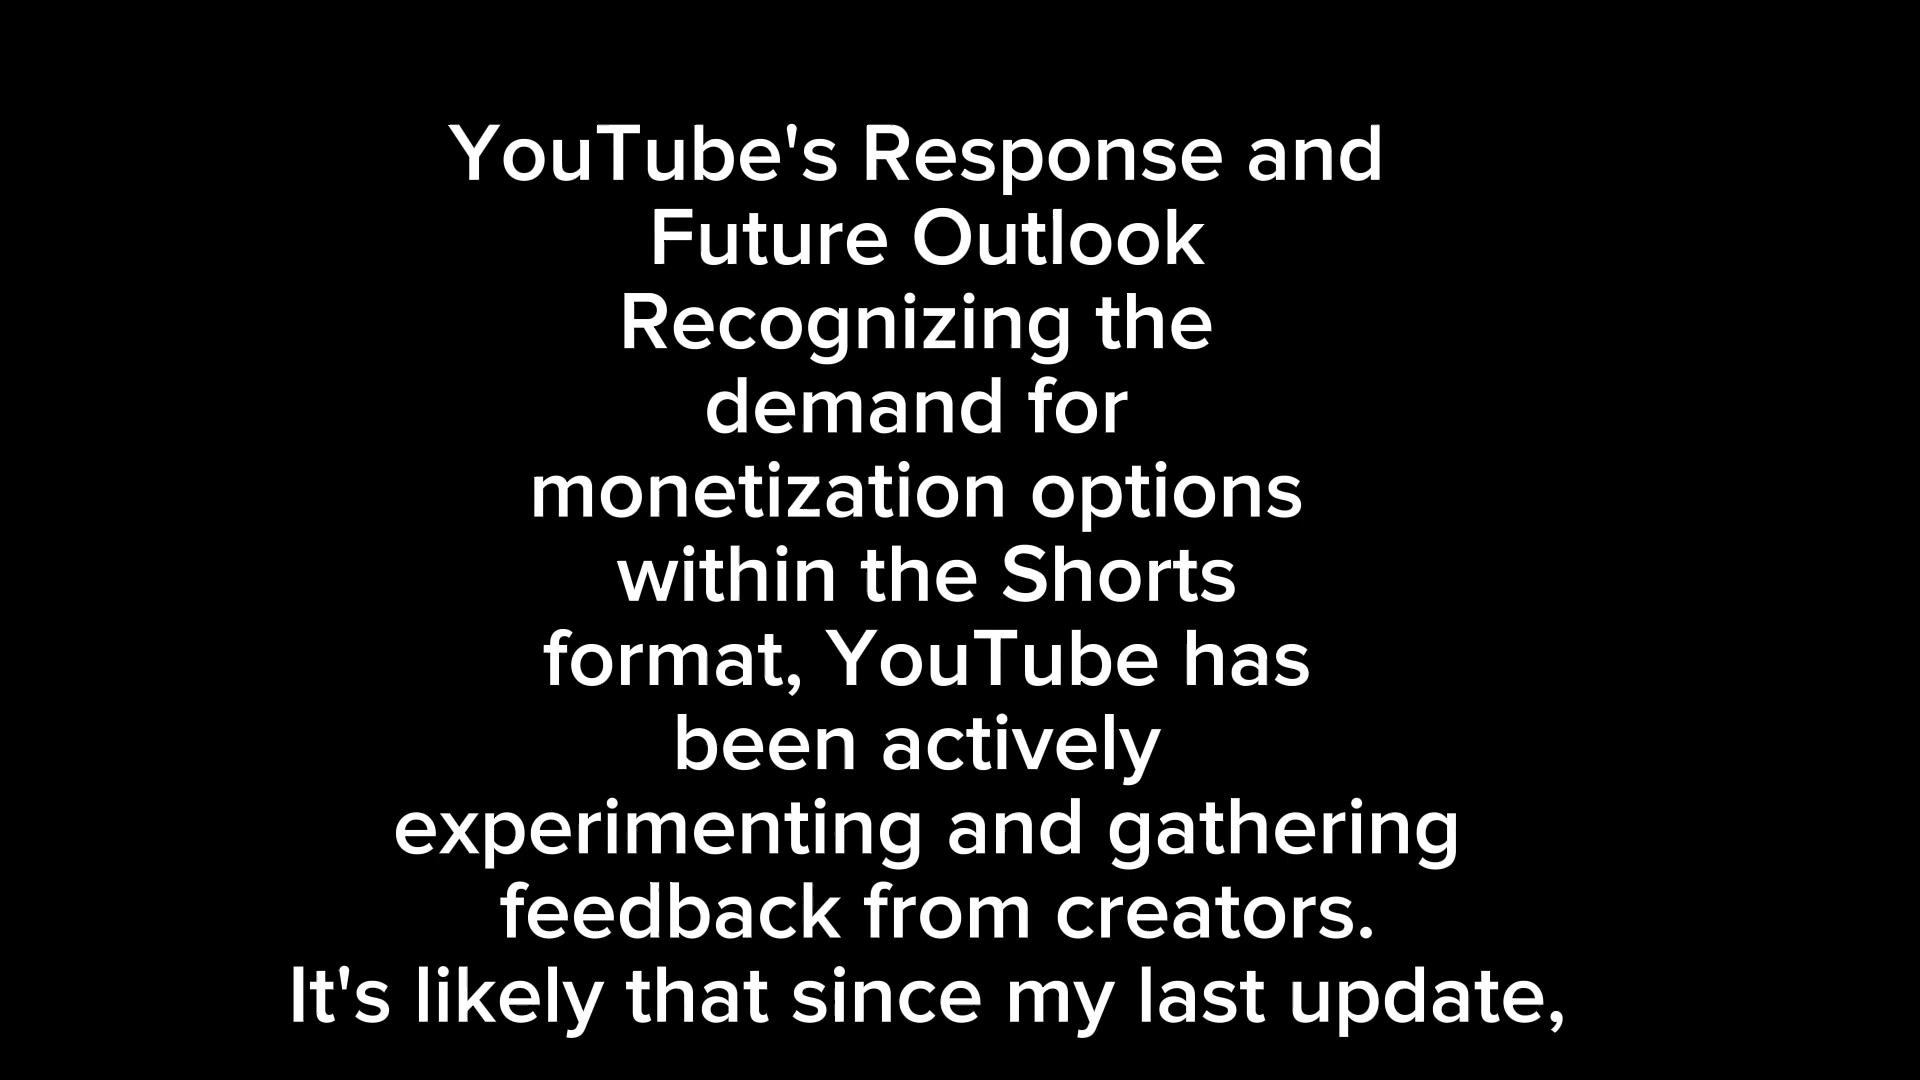 YouTube's Response and
Future Outlook
Recognizing the
demand for
monetization options
within the Shorts
format, YouTube has
been actively
experimenting and gathering
feedback from creators.
It's likely that since my last update,